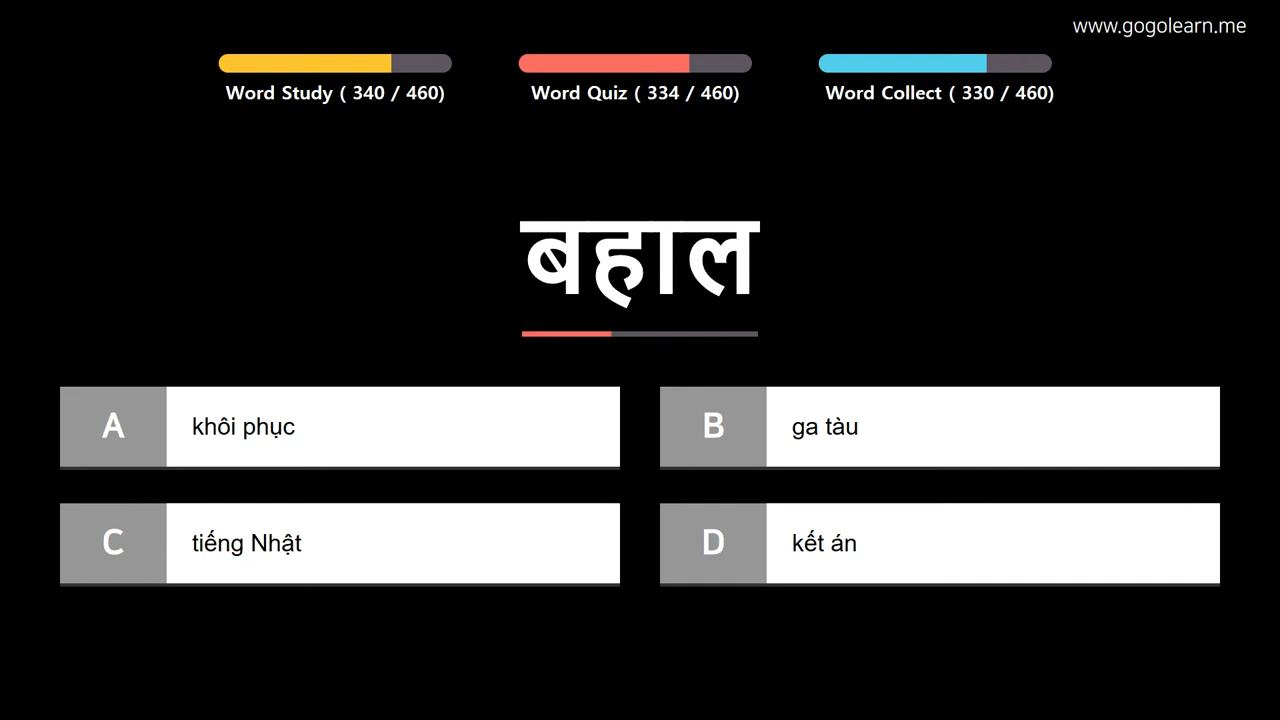 www.gogolearn.me
Word Study ( 340 / 460)
Word Quiz ( 334 / 460)
Word Collect ( 330 / 460)
बहाल
A khôi phục
B ga tàu
C tiếng Nhật
D kết án